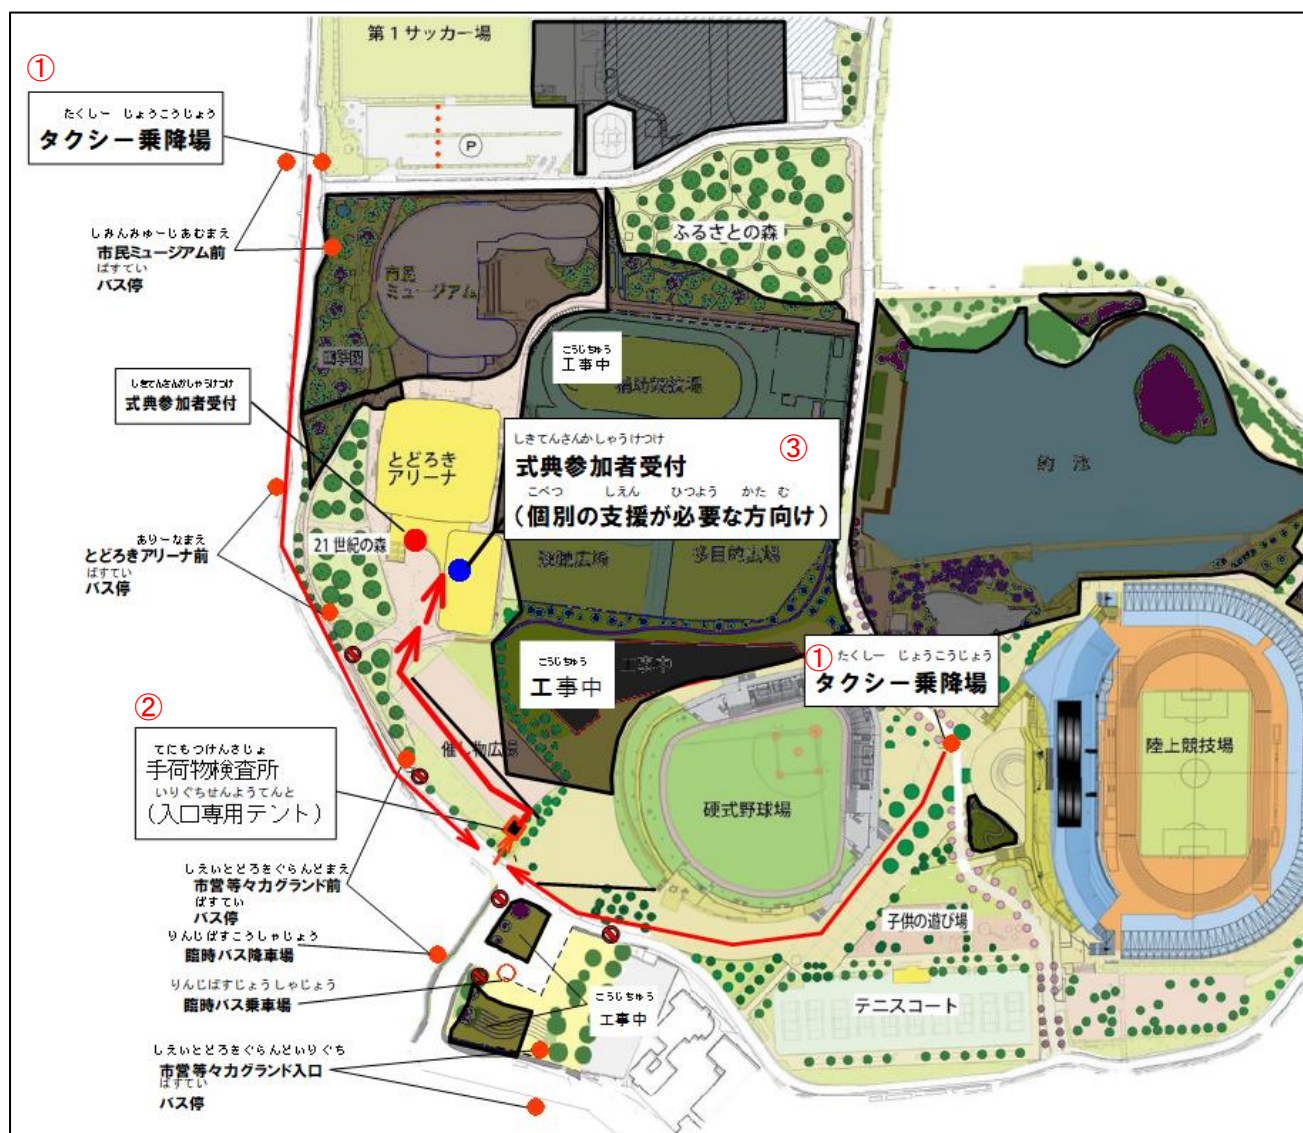 第1サッカー場
①
たくしー じょうこうじょう
タクシー乗降場
P
しみんみゅーじあむまえ
市民ミュージアム前
ばすてい
バス停
ふるさとの森
市民
ミュージアム
こうじちゅう
工事中
補助競技場
しきてんさんかしゃうけつけ
式典参加者受付
とどろき
アリーナ
しきてんさんかしゃうけつけ
③
式典参加者受付
こべつ しえん ひつよう かた む
(個別の支援が必要な方向け)
21世紀の森
多目的広場
ありーなまえ
とどろきアリーナ前
ばすてい
バス停
こうじちゅう
工事中
工事中
① たくしー じょうこうじょう
タクシー乗降場
②
てにもつけんさじょ
手荷物検査所
いりぐちせんようてんと
(入口専用テント)
催し物広場
硬式野球場
陸上競技場
しえいとどろきぐらんどまえ
市営等々力グランド前
ばすてい
バス停
りんじばすこうしゃじょう
臨時バス降車場
りんじばすじょうしゃじょう
臨時バス乗車場
こうじちゅう
工事中
子供の遊び場
テニスコート
しえいとどろきぐらんどいりぐち
市営等々力グランド入口
ばすてい
バス停